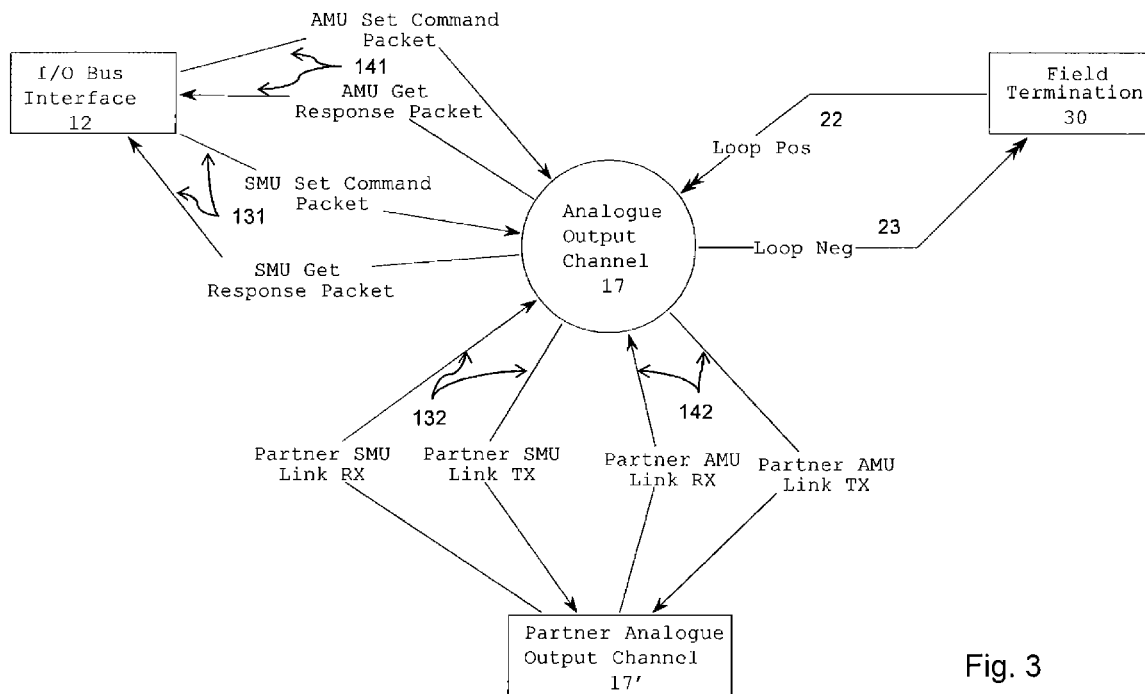 AMU Set Command
Packet
I/O Bus
Interface
12
141
AMU Get
Response Packet
Field
Termination
30
22
Loop Pos
SMU Set Command
Packet
131
Analogue
Output
Channel
17
23
Loop Neg
SMU Get
Response Packet
132
142
Partner SMU
Link RX
Partner SMU
Link TX
Partner AMU
Link RX
Partner AMU
Link TX
Partner Analogue
Output Channel
17'
Fig. 3